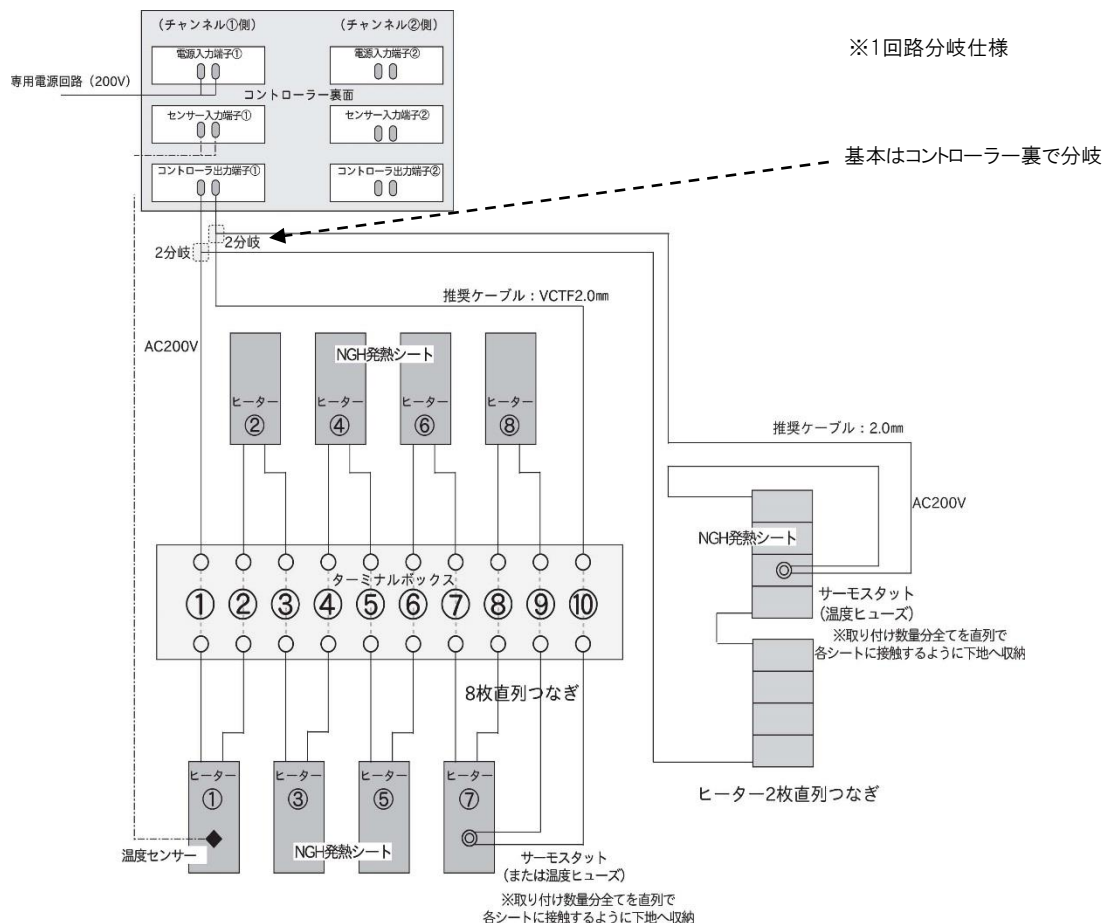 (チャンネル①側)
(チャンネル②側)
※1回路分岐仕様
電源入力端子①
電源入力端子②
専用電源回路（200V）
コントローラー裏面
センサー入力端子①
センサー入力端子②
コントローラ出力端子①
コントローラ出力端子②
基本はコントローラー裏で分岐
2分岐
2分岐
推奨ケーブル：VCTF2.0㎜
AC200V
NGH発熱シート
ヒーター
②
ヒーター
④
ヒーター
⑥
ヒーター
⑧
推奨ケーブル：2.0㎜
AC200V
NGH発熱シート
サーモスタット
(温度ヒューズ)
※取り付け数量分全てを直列で
各シートに接触するように下地へ収納
ターミナルボックス
① ② ③ ④ ⑤ ⑥ ⑦ ⑧ ⑨ ⑩
8枚直列つなぎ
ヒーター
①
ヒーター
③
ヒーター
⑤
ヒーター
⑦
ヒーター2枚直列つなぎ
温度センサー
NGH発熱シート
サーモスタット
(または温度ヒューズ)
※取り付け数量分全てを直列で
各シートに接触するように下地へ収納